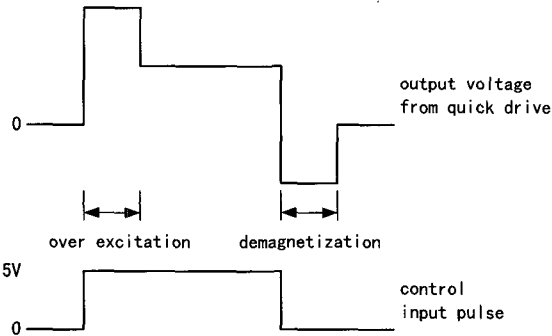 output voltage
from quick drive
0
over excitation
demagnetization
5V
control
input pulse
0